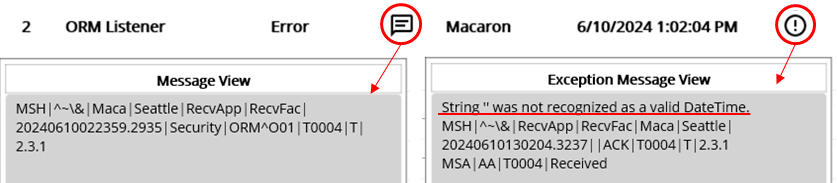 2 ORM Listener Error Macaron 6/10/2024 1:02:04 PM
Message View
MSH|^~\&|Maca|Seattle|RecvApp|RecvFac|
20240610022359.2935|Security|ORM^O01|T0004|T|
2.3.1
Exception Message View
String '' was not recognized as a valid DateTime.
MSH|^~\&|RecvApp|RecvFac|Maca|Seattle|
20240610130204.3237||ACK|T0004|T|2.3.1
MSA|AA|T0004|Received